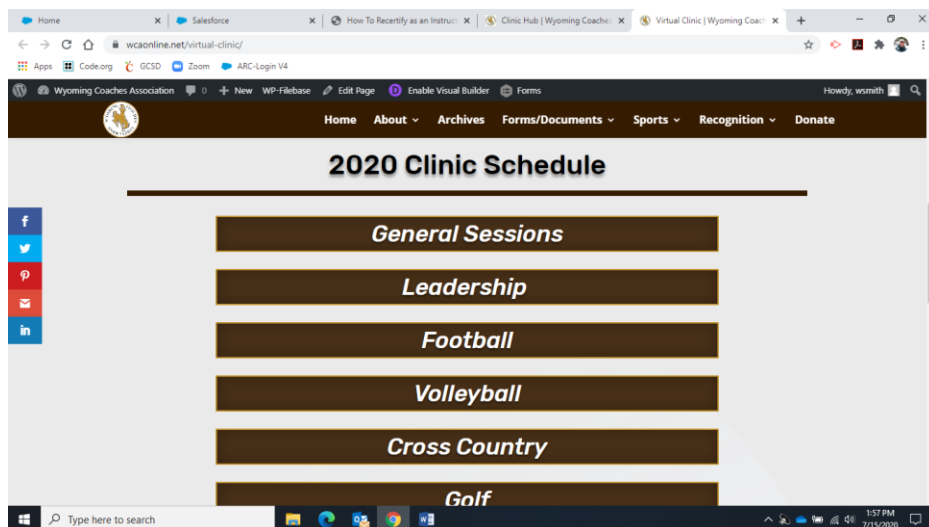 Home
Salesforce
How To Recertify as an Instruct
Clinic Hub | Wyoming Coaches
Virtual Clinic | Wyoming Coach
wcaonline.net/virtual-clinic/
Apps Code.org GCSD Zoom ARC-Login V4
Wyoming Coaches Association 0 New WP-Filebase Edit Page D Enable Visual Builder Forms Howdy, wsmith
Home About Archives Forms/Documents Sports Recognition Donate
2020 Clinic Schedule
General Sessions
Leadership
Football
Volleyball
Cross Country
Golf
Type here to search
1:57 PM
7/15/2020